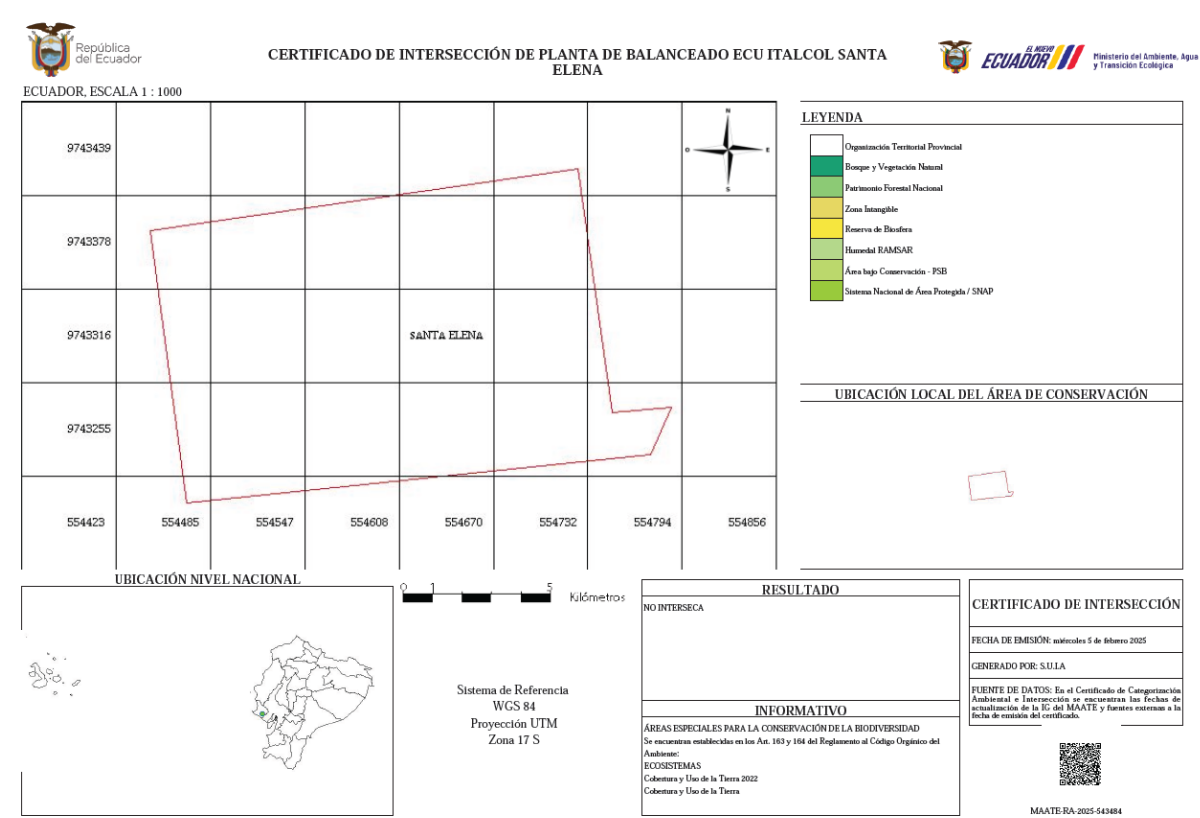 República
del Ecuador
CERTIFICADO DE INTERSECCIÓN DE PLANTA DE BALANCEADO ECU ITALCOL SANTA
ELENA
EL NUEVO
ECUADOR
Ministerio del Ambiente, Agua
y Transición Ecológica
ECUADOR, ESCALA 1 : 1000
N
O
E
S
9743439
9743378
9743316
9743255
SANTA ELENA
554423
554485
554547
554608
554670
554732
554794
554856
LEYENDA
Organización Territorial Provincial
Bosque y Vegetación Natural
Patrimonio Forestal Nacional
Zona Intangible
Reserva de Biosfera
Humedal RAMSAR
Área bajo Conservación - PSB
Sistema Nacional de Área Protegida / SNAP
UBICACIÓN LOCAL DEL ÁREA DE CONSERVACIÓN
UBICACIÓN NIVEL NACIONAL
0 1 5
Kilómetros
Sistema de Referencia
WGS 84
Proyección UTM
Zona 17 S
RESULTADO
NO INTERSECA
INFORMATIVO
ÁREAS ESPECIALES PARA LA CONSERVACIÓN DE LA BIODIVERSIDAD
Se encuentran establecidas en los Art. 163 y 164 del Reglamento al Código Orgánico del
Ambiente:
ECOSISTEMAS
Cobertura y Uso de la Tierra 2022
Cobertura y Uso de la Tierra
CERTIFICADO DE INTERSECCIÓN
FECHA DE EMISIÓN: miércoles 5 de febrero 2025
GENERADO POR: S.U.I.A
FUENTE DE DATOS: En el Certificado de Categorización
Ambiental e Intersección se encuentran las fechas de
actualización de la IG del MAATE y fuentes externas a la
fecha de emisión del certificado.
MAATE-RA-2025-543484